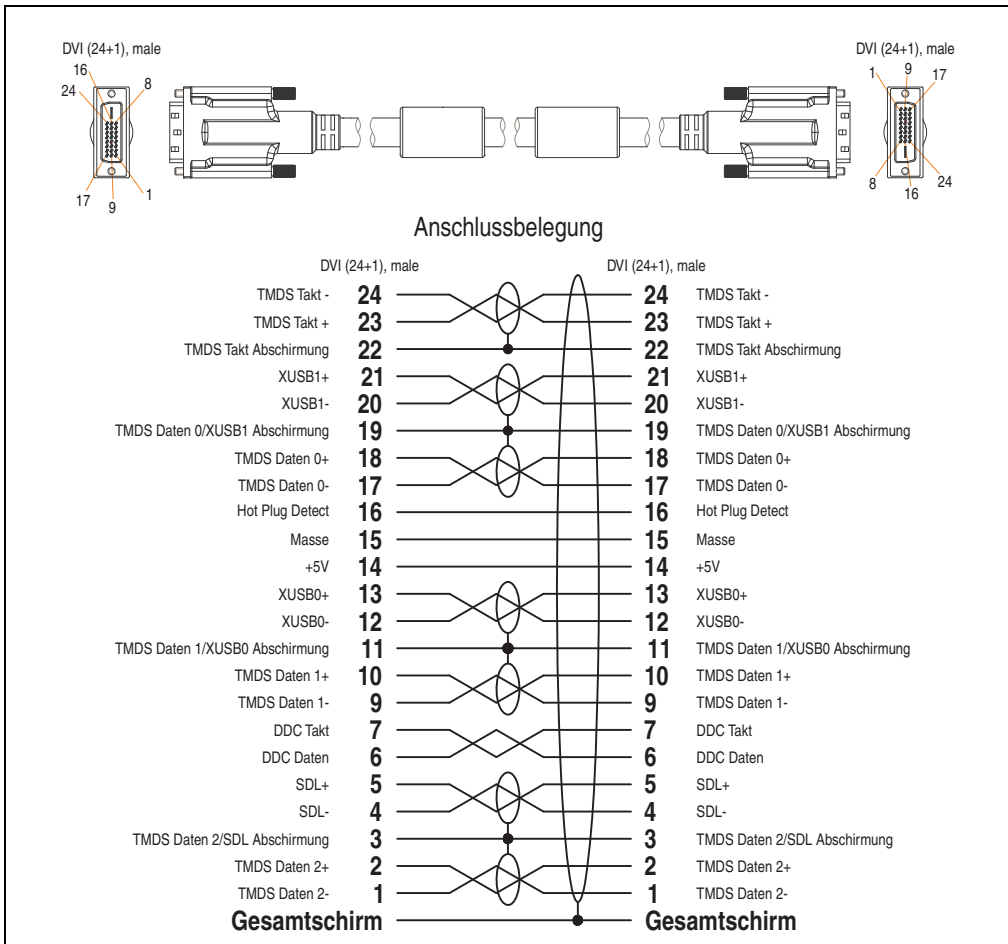 DVI (24+1), male
16
24
8
17
9
1
DVI (24+1), male
1
9
17
8
16
24
Anschlussbelegung
DVI (24+1), male DVI (24+1), male
TMDS Takt - 24 24 TMDS Takt -
TMDS Takt + 23 23 TMDS Takt +
TMDS Takt Abschirmung 22 22 TMDS Takt Abschirmung
XUSB1+ 21 21 XUSB1+
XUSB1- 20 20 XUSB1-
TMDS Daten 0/XUSB1 Abschirmung 19 19 TMDS Daten 0/XUSB1 Abschirmung
TMDS Daten 0+ 18 18 TMDS Daten 0+
TMDS Daten 0- 17 17 TMDS Daten 0-
Hot Plug Detect 16 16 Hot Plug Detect
Masse 15 15 Masse
+5V 14 14 +5V
XUSB0+ 13 13 XUSB0+
XUSB0- 12 12 XUSB0-
TMDS Daten 1/XUSB0 Abschirmung 11 11 TMDS Daten 1/XUSB0 Abschirmung
TMDS Daten 1+ 10 10 TMDS Daten 1+
TMDS Daten 1- 9 9 TMDS Daten 1-
DDC Takt 7 7 DDC Takt
DDC Daten 6 6 DDC Daten
SDL+ 5 5 SDL+
SDL- 4 4 SDL-
TMDS Daten 2/SDL Abschirmung 3 3 TMDS Daten 2/SDL Abschirmung
TMDS Daten 2+ 2 2 TMDS Daten 2+
TMDS Daten 2- 1 1 TMDS Daten 2-
Gesamtschirm Gesamtschirm